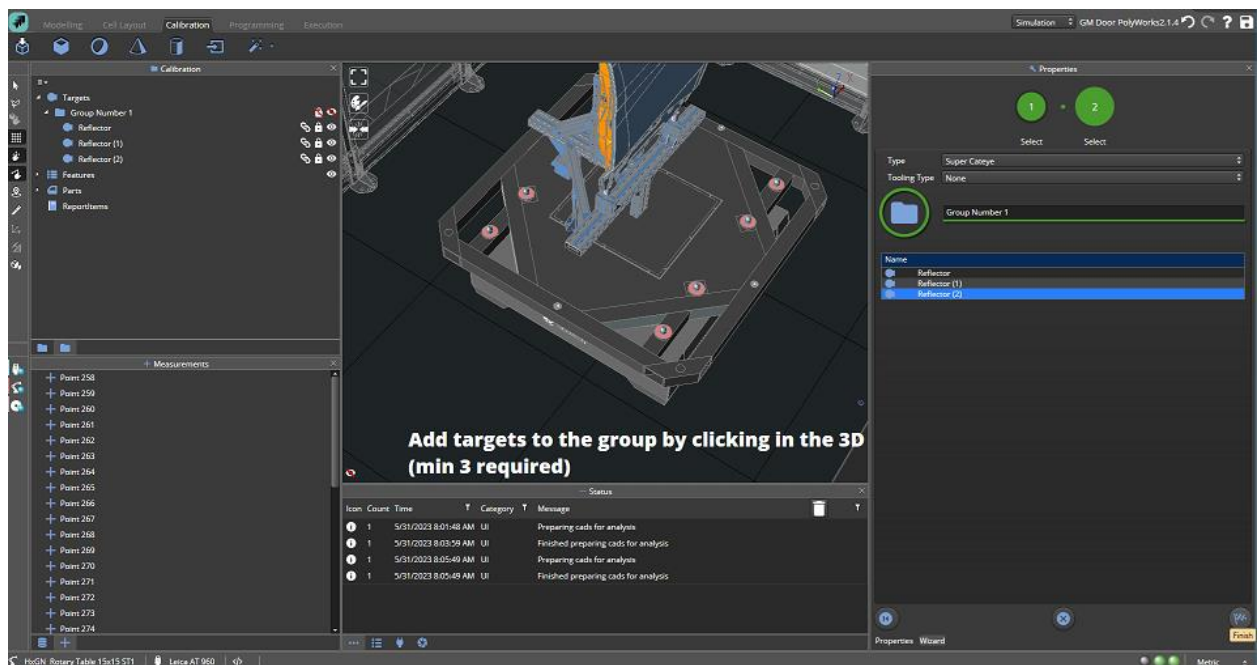 Modelling Cell Layout Calibration Programming Execution
Simulation GM Door PolyWorks2.1.4
Calibration
Targets
Group Number 1
Reflector
Reflector (1)
Reflector (2)
Features
Parts
ReportItems
Measurements
Point 258
Point 259
Point 260
Point 261
Point 262
Point 263
Point 264
Point 265
Point 266
Point 267
Point 268
Point 269
Point 270
Point 271
Point 272
Point 273
Point 274
Add targets to the group by clicking in the 3D
(min 3 required)
Status
Icon Count Time Category Message
1 5/31/2023 8:01:48 AM UI Preparing cads for analysis
1 5/31/2023 8:03:59 AM UI Finished preparing cads for analysis
1 5/31/2023 8:05:49 AM UI Preparing cads for analysis
1 5/31/2023 8:05:49 AM UI Finished preparing cads for analysis
Properties
1 2
Select Select
Type Super Cateye
Tooling Type None
Group Number 1
Name
Reflector
Reflector (1)
Reflector (2)
Finish
Properties Wizard
HxGN Rotary Table 15x15 ST1 Leica AT 960 </> Metric